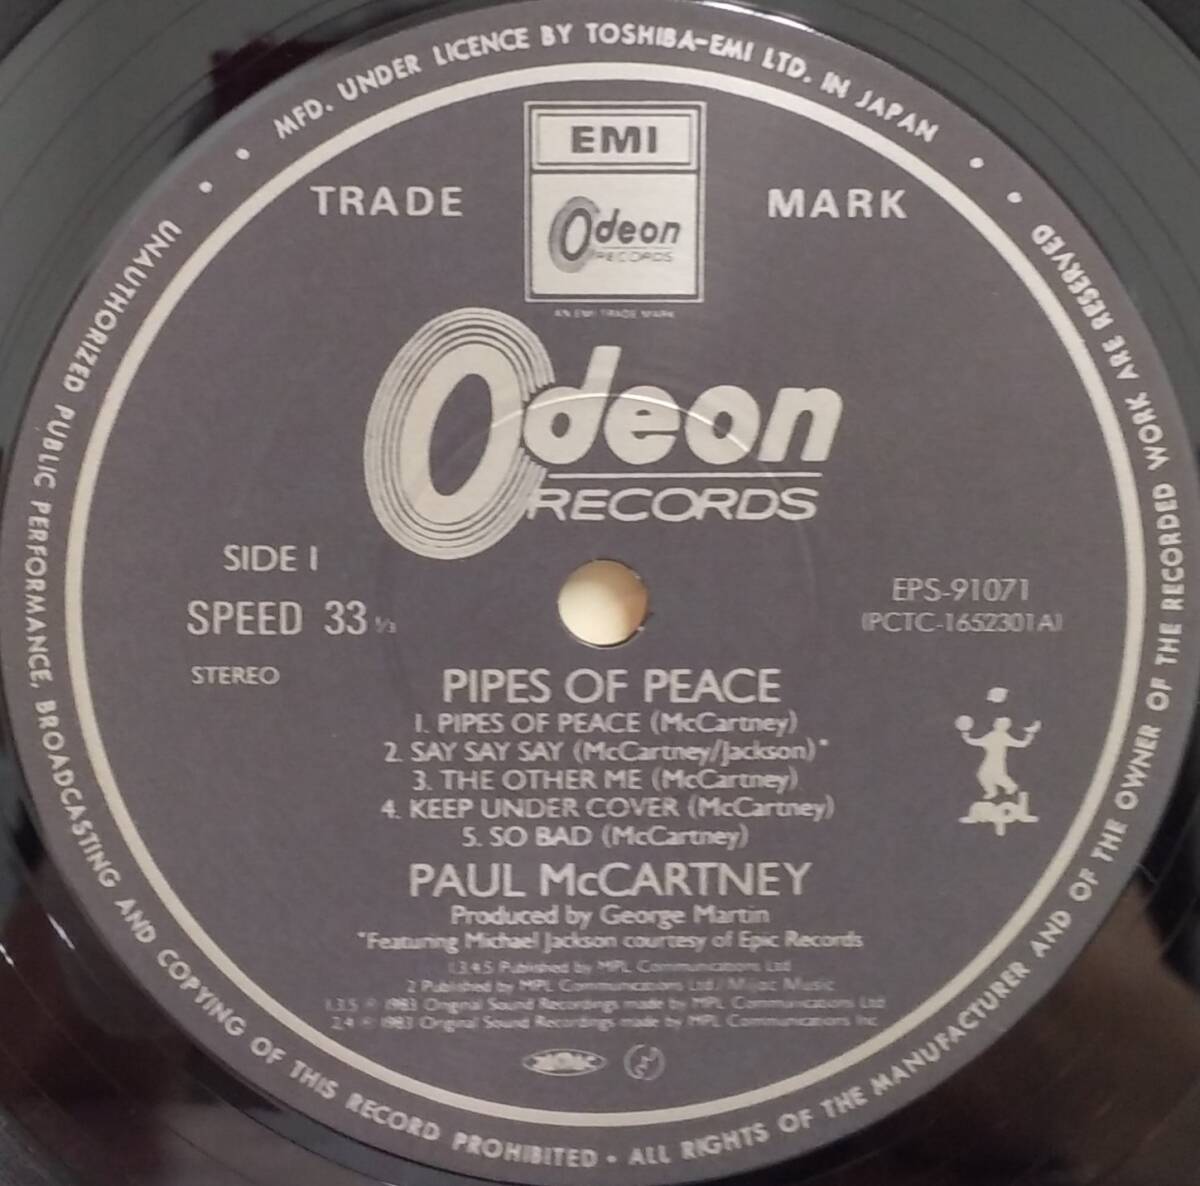 MFD. UNDER LICENCE BY TOSHIBA-EMI LTD. IN JAPAN
UNAUTHORIZED PUBLIC PERFORMANCE, BROADCASTING AND COPYING OF THIS RECORD PROHIBITED • ALL RIGHTS OF THE MANUFACTURER AND OF THE OWNER OF THE RECORDED WORK ARE RESERVED
EMI
TRADE MARK
Odeon
RECORDS
AN EMI TRADE MARK
Odeon
RECORDS
SIDE 1
SPEED 33 1/3
STEREO
EPS-91071
(PCTC-1652301A)
PIPES OF PEACE
1. PIPES OF PEACE (McCartney)
2. SAY SAY SAY (McCartney/Jackson)*
3. THE OTHER ME (McCartney)
4. KEEP UNDER COVER (McCartney)
5. SO BAD (McCartney)
mpl
PAUL McCARTNEY
Produced by George Martin
*Featuring Michael Jackson courtesy of Epic Records
1.3.4.5 Published by MPL Communications Ltd
2 Published by MPL Communications Ltd / Mijac Music
1.3.5 ℗ 1983 Original Sound Recordings made by MPL Communications Ltd
2.4 ℗ 1983 Original Sound Recordings made by MPL Communications Inc